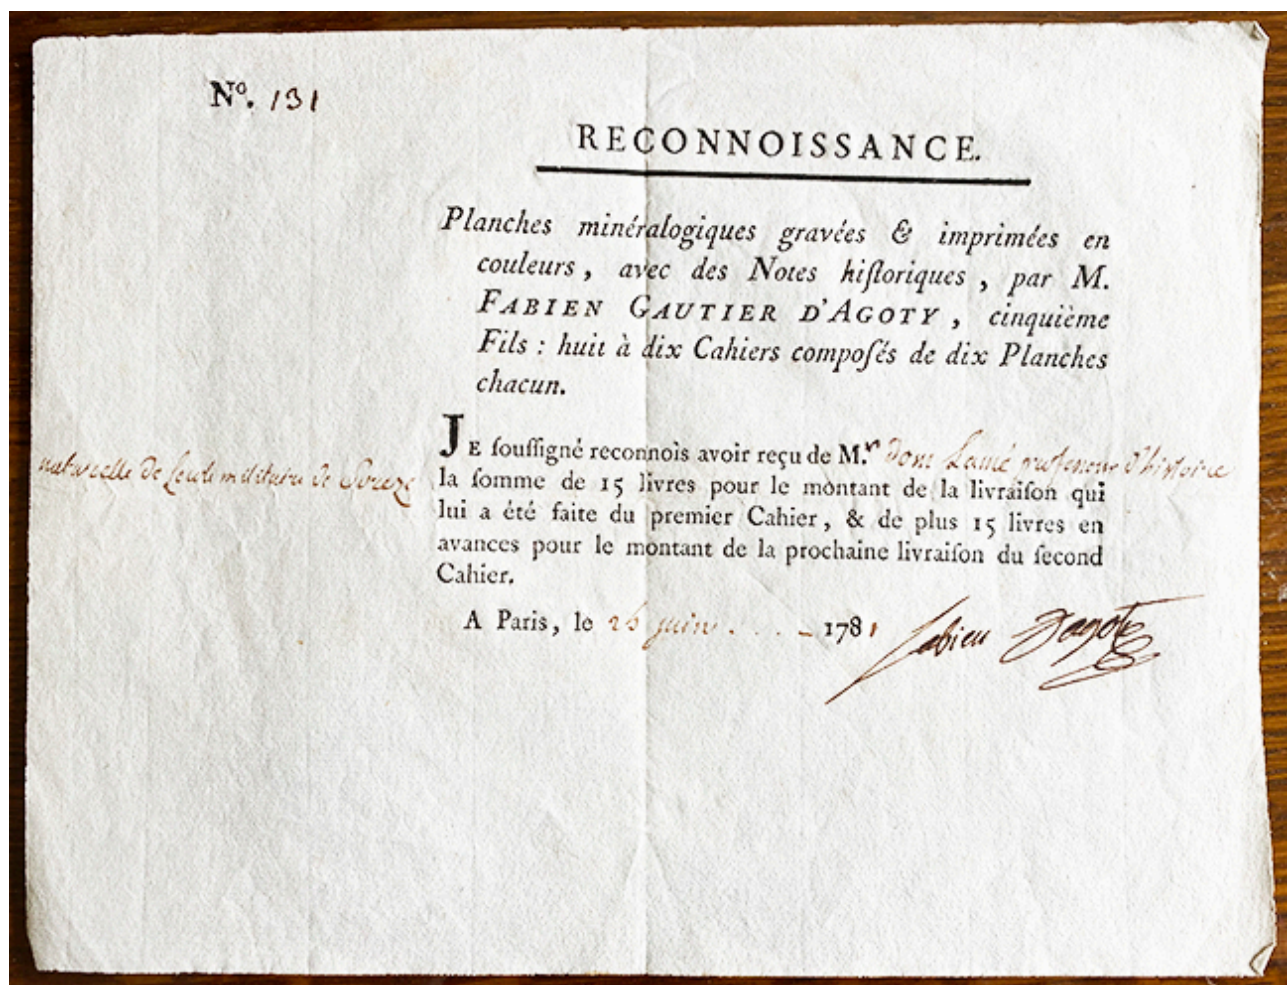 Nº. 131
RECONNOISSANCE.
Planches minéralogiques gravées & imprimées en
couleurs, avec des Notes hiſtoriques, par M.
FABIEN GAUTIER D'AGOTY, cinquième
Fils : huit à dix Cahiers compoſés de dix Planches
chacun.
JE ſouſſigné reconnois avoir reçu de M.r dom Lamé professeur d'histoire
naturelle de Lecole militaire de Soreze
la ſomme de 15 livres pour le montant de la livraiſon qui
lui a été faite du premier Cahier, & de plus 15 livres en
avances pour le montant de la prochaine livraiſon du ſecond
Cahier.
A Paris, le juin . . . - 1781 fabien Dagoty